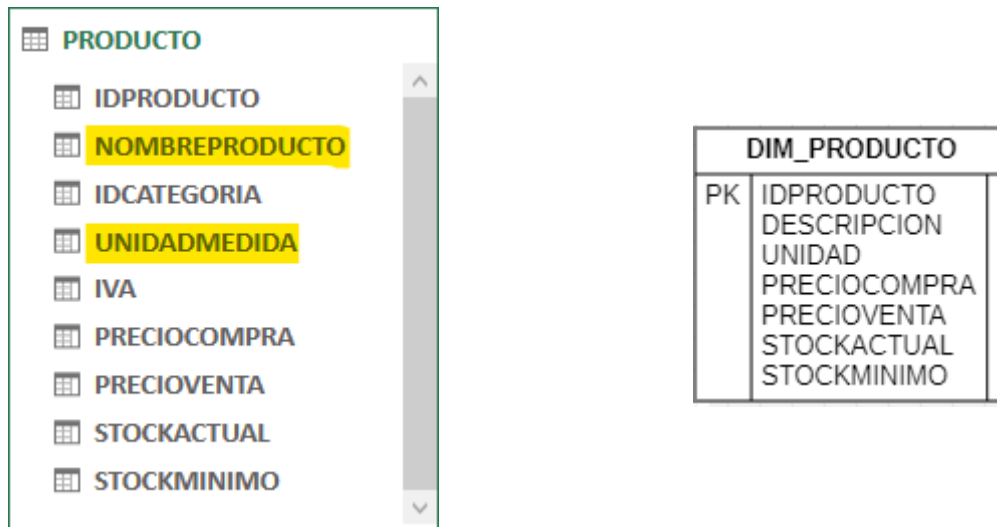 PRODUCTO
IDPRODUCTO
NOMBREPRODUCTO
IDCATEGORIA
UNIDADMEDIDA
IVA
PRECIOCOMPRA
PRECIOVENTA
STOCKACTUAL
STOCKMINIMO
DIM_PRODUCTO
PK IDPRODUCTO
DESCRIPCION
UNIDAD
PRECIOCOMPRA
PRECIOVENTA
STOCKACTUAL
STOCKMINIMO